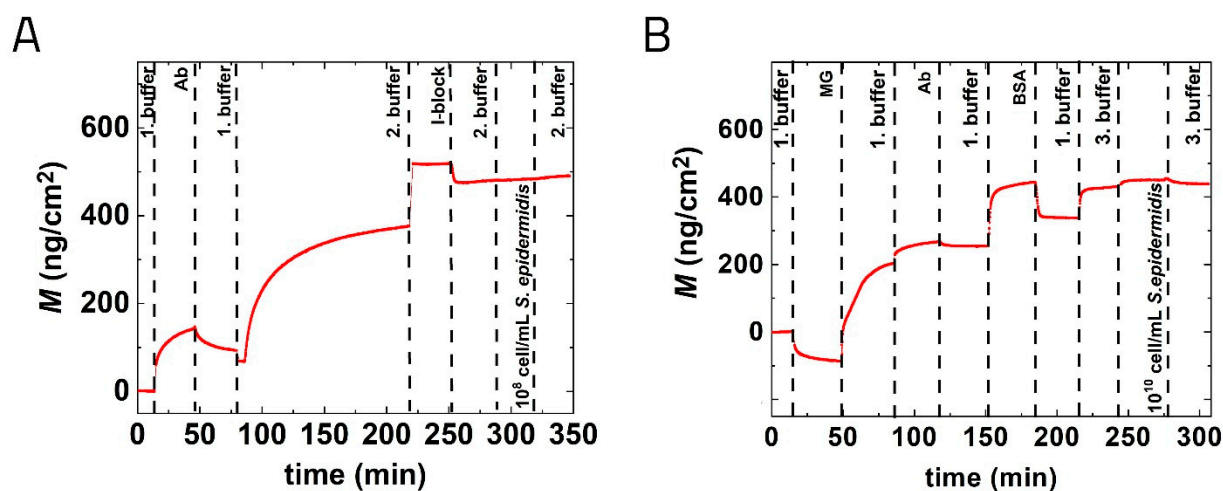 A
M (ng/cm²)
600
400
200
0
1. buffer
Ab
1. buffer
2. buffer
I-block
2. buffer
10⁸ cell/mL S. epidermidis
2. buffer
0 50 100 150 200 250 300 350
time (min)
B
M (ng/cm²)
600
400
200
0
1. buffer
MG
1. buffer
Ab
1. buffer
BSA
1. buffer
3. buffer
10¹⁰ cell/mL S.epidermidis
3. buffer
0 50 100 150 200 250 300
time (min)